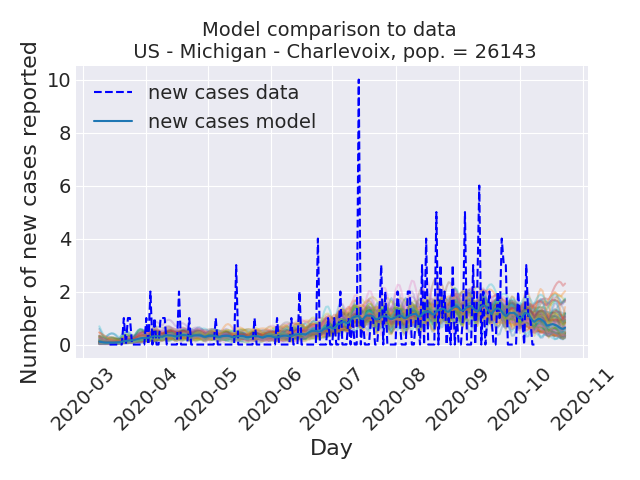 Model comparison to data
US - Michigan - Charlevoix, pop. = 26143
Number of new cases reported
10
8
6
4
2
0
new cases data
new cases model
2020-03
2020-04
2020-05
2020-06
2020-07
2020-08
2020-09
2020-10
2020-11
Day